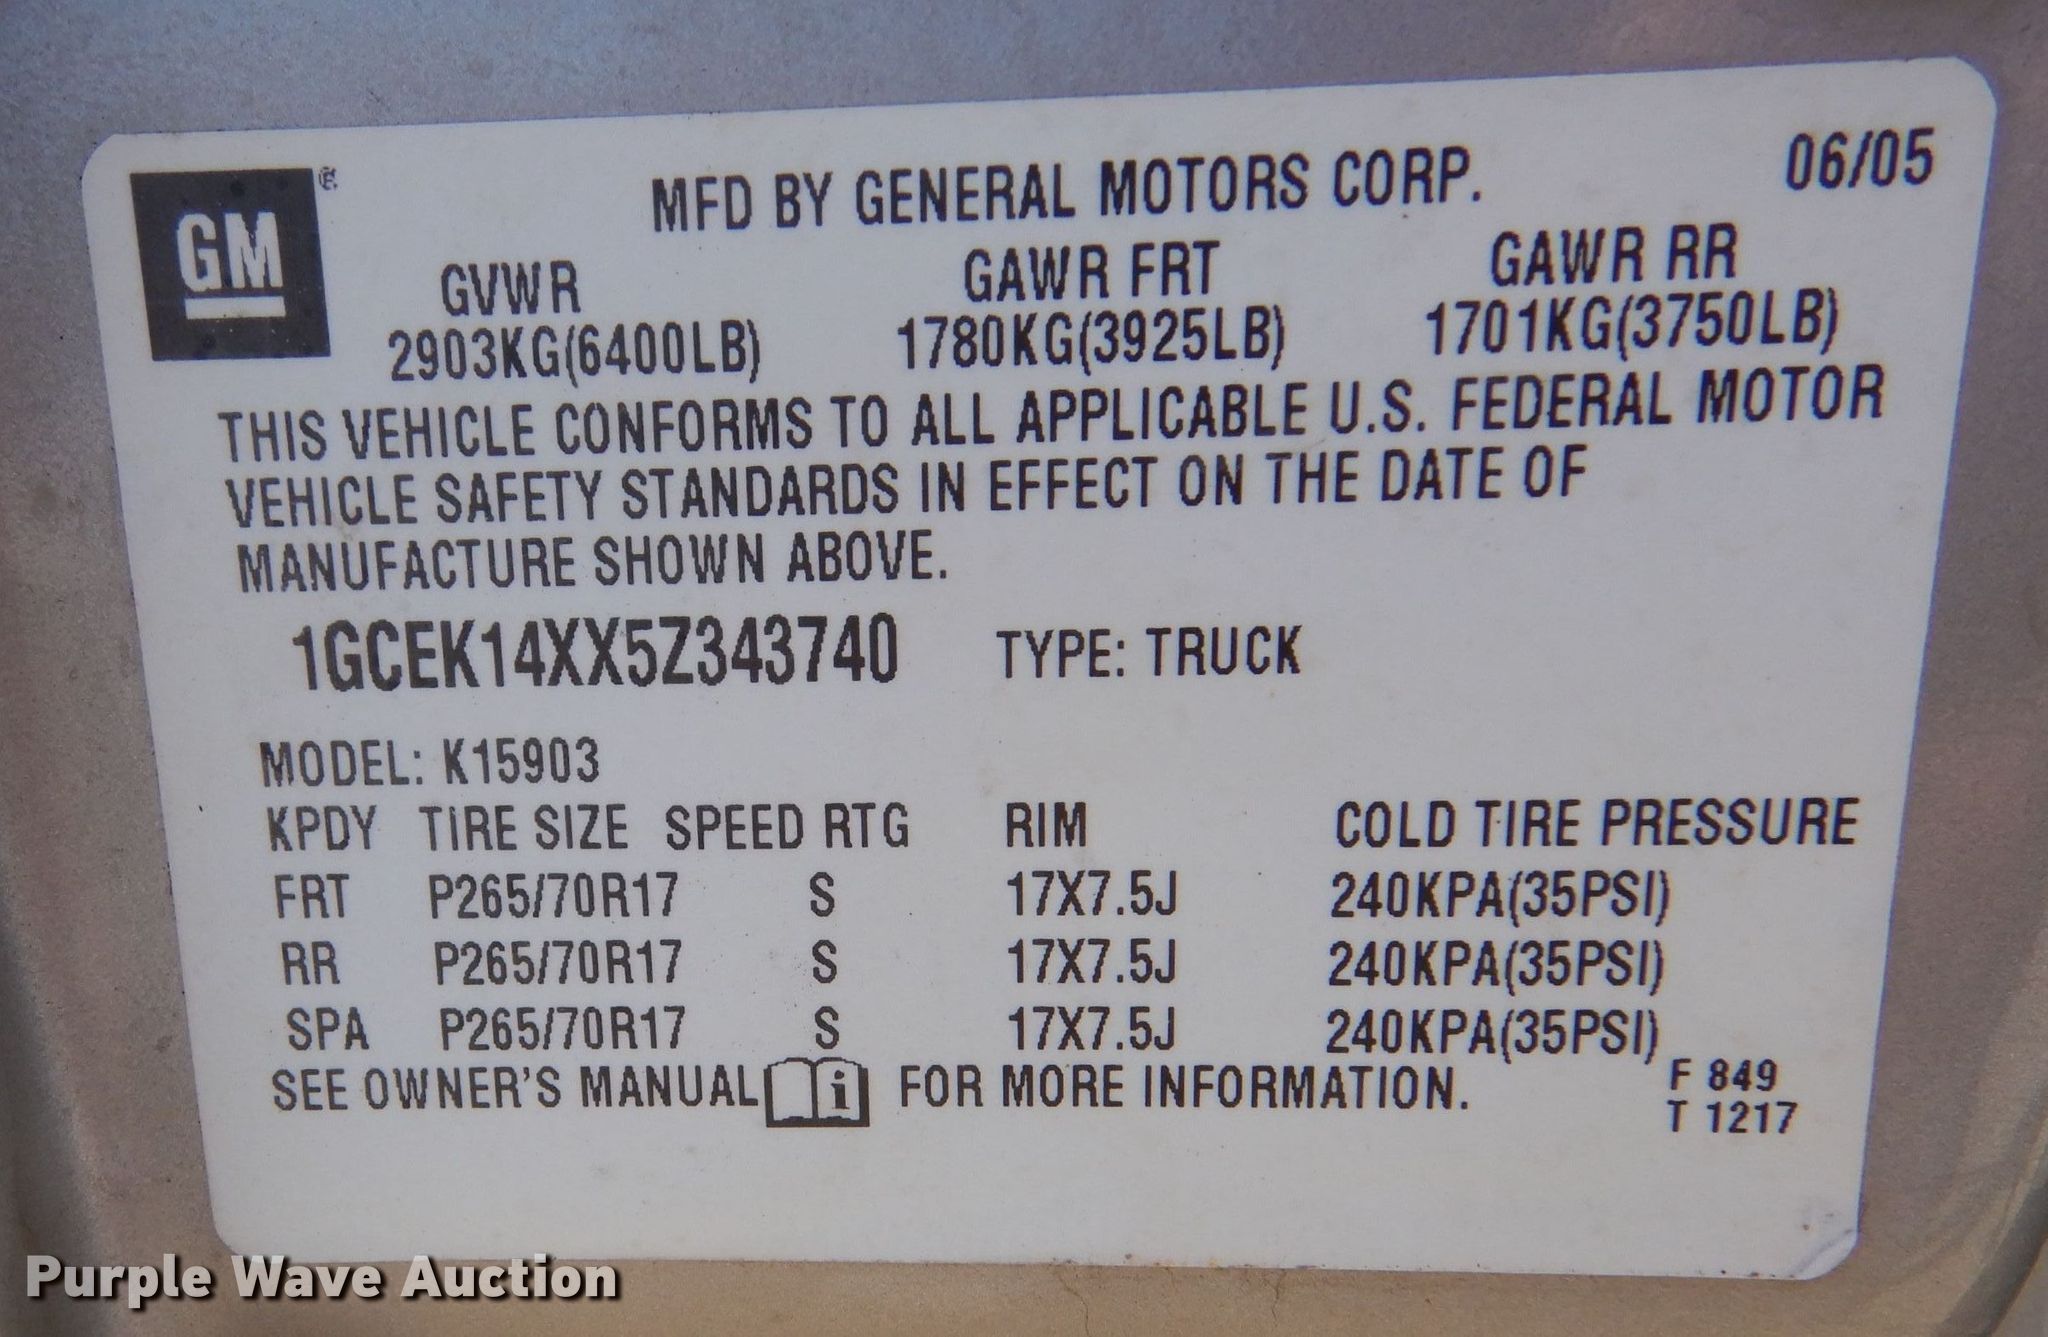 GM
MFD BY GENERAL MOTORS CORP. 06/05
GVWR GAWR FRT GAWR RR
2903KG(6400LB) 1780KG(3925LB) 1701KG(3750LB)
THIS VEHICLE CONFORMS TO ALL APPLICABLE U.S. FEDERAL MOTOR
VEHICLE SAFETY STANDARDS IN EFFECT ON THE DATE OF
MANUFACTURE SHOWN ABOVE.
1GCEK14XX5Z343740 TYPE: TRUCK
MODEL: K15903
KPDY TIRE SIZE SPEED RTG RIM COLD TIRE PRESSURE
FRT P265/70R17 S 17X7.5J 240KPA(35PSI)
RR P265/70R17 S 17X7.5J 240KPA(35PSI)
SPA P265/70R17 S 17X7.5J 240KPA(35PSI)
SEE OWNER'S MANUAL i FOR MORE INFORMATION.
F 849
T 1217
Purple Wave Auction